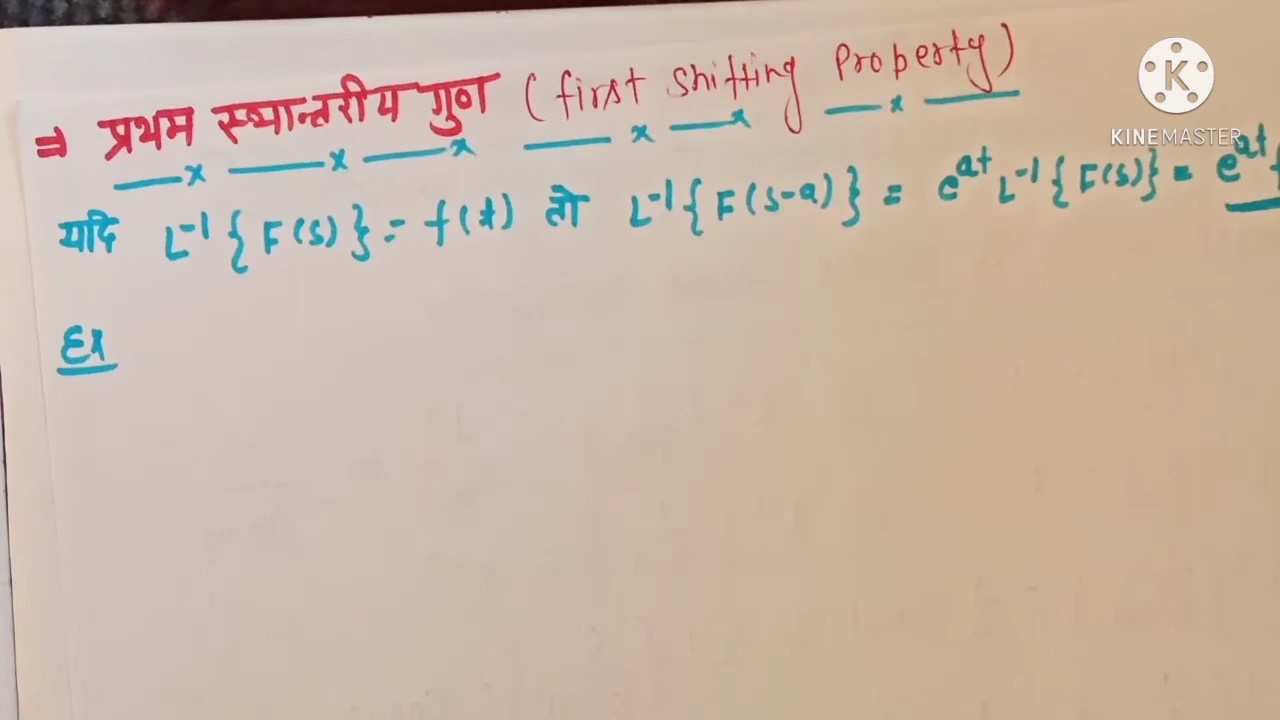 ⇒ प्रथम रूपान्तरीय गुण (first shifting Property)
K
KINEMASTER
यदि L⁻¹{F(s)} = f(t) तो L⁻¹{F(s-a)} = e^at L⁻¹{F(s)} = e^at f
Ex